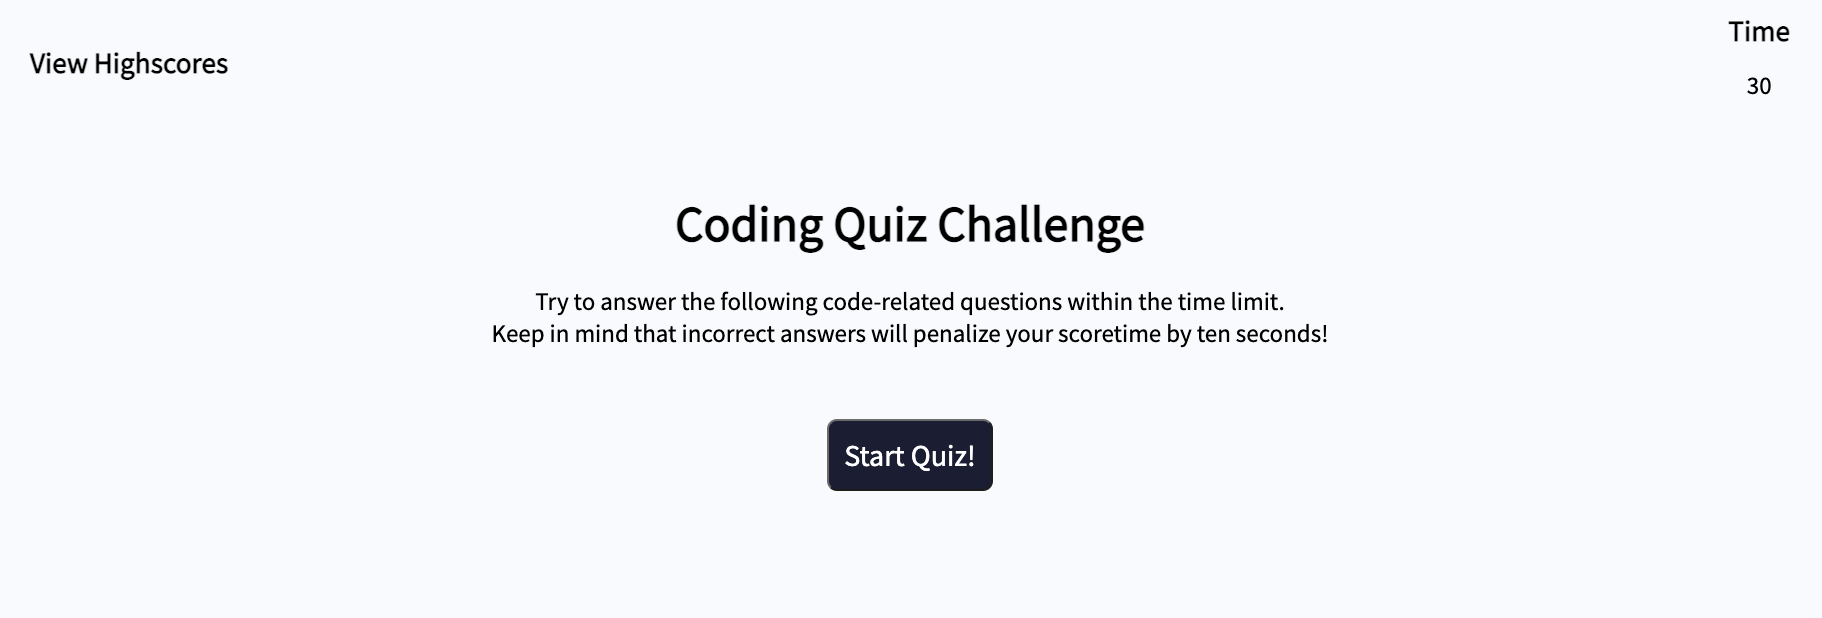 View Highscores
Time
30
Coding Quiz Challenge
Try to answer the following code-related questions within the time limit.
Keep in mind that incorrect answers will penalize your scoretime by ten seconds!
Start Quiz!